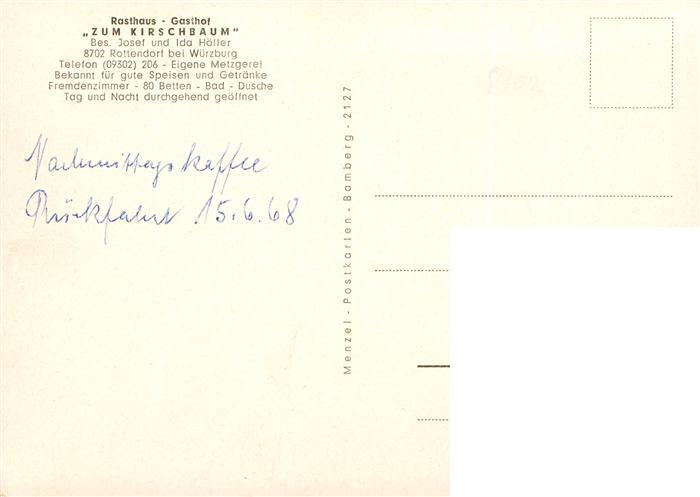 Rasthaus - Gasthof
„ZUM KIRSCHBAUM"
Bes. Josef und Ida Höller
8702 Rottendorf bei Würzburg
Telefon (09302) 206 - Eigene Metzgerei
Bekannt für gute Speisen und Getränke
Fremdenzimmer - 80 Betten - Bad - Dusche
Tag und Nacht durchgehend geöffnet
Nachmittagskaffee
Rückfahrt 15.6.68
Menzel - Postkarten - Bamberg - 2127
8702